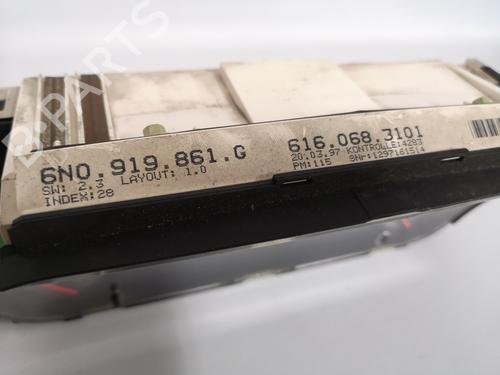 6N0.919.861.G
SW: 2.3 LAYOUT: 1.0
INDEX:28
616.068.3101
20.03.97 KONTROLLE:4283
PM:115 SNr:1297161514
B-PARTS